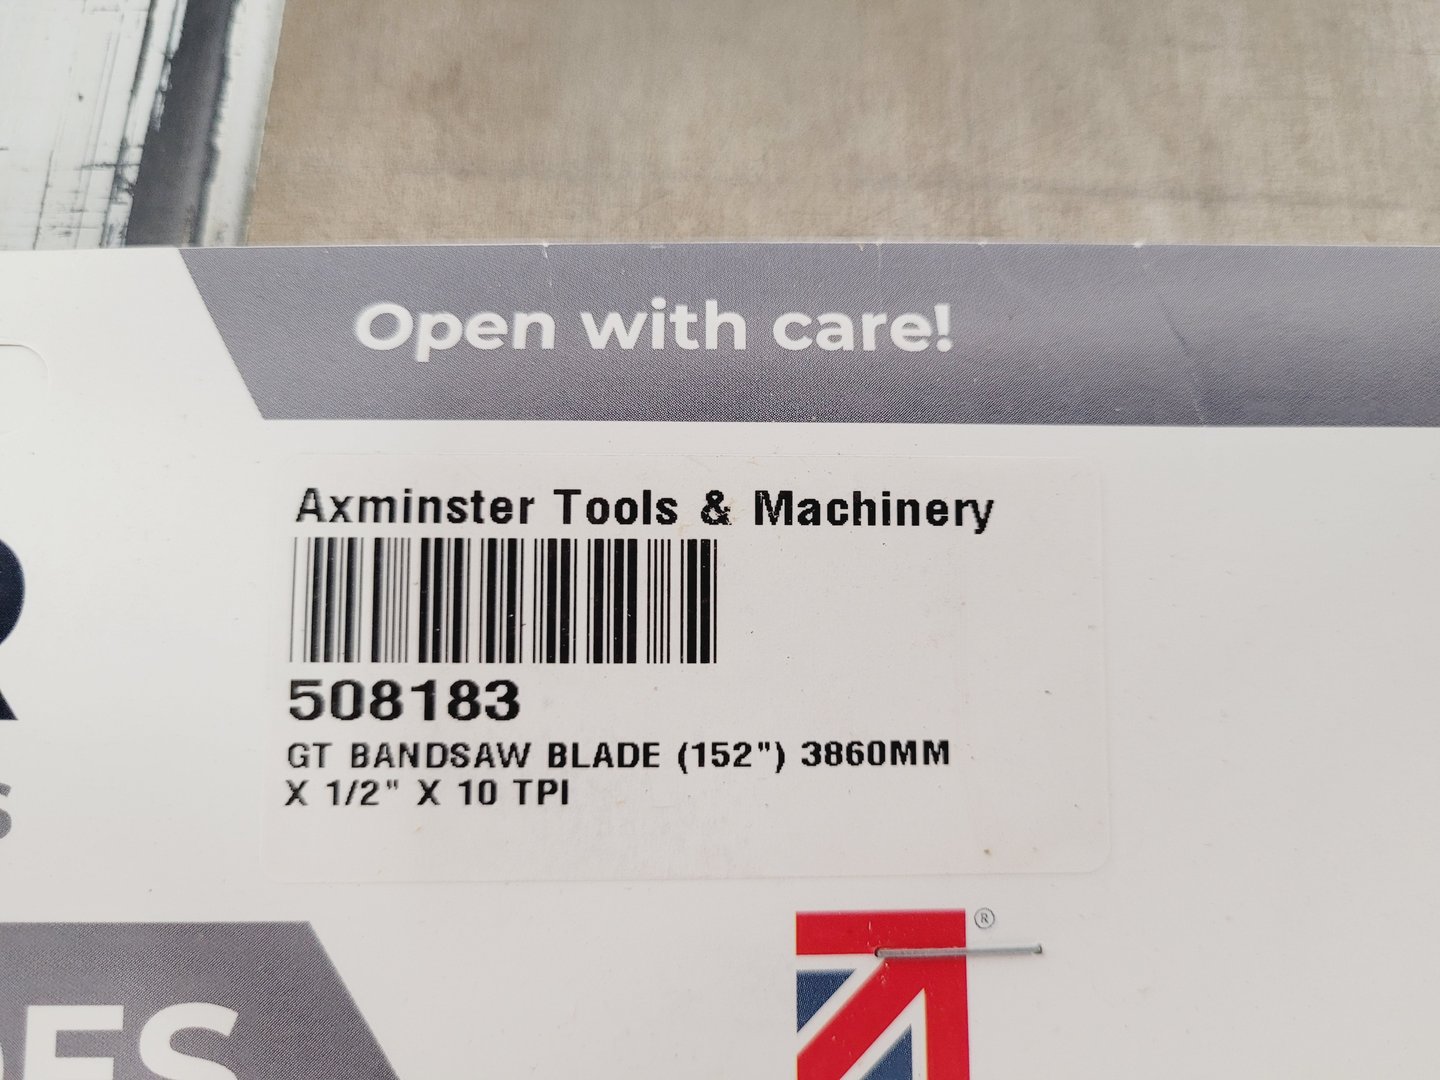 Open with care!
Axminster Tools & Machinery
508183
GT BANDSAW BLADE (152") 3860MM
X 1/2" X 10 TPI
®